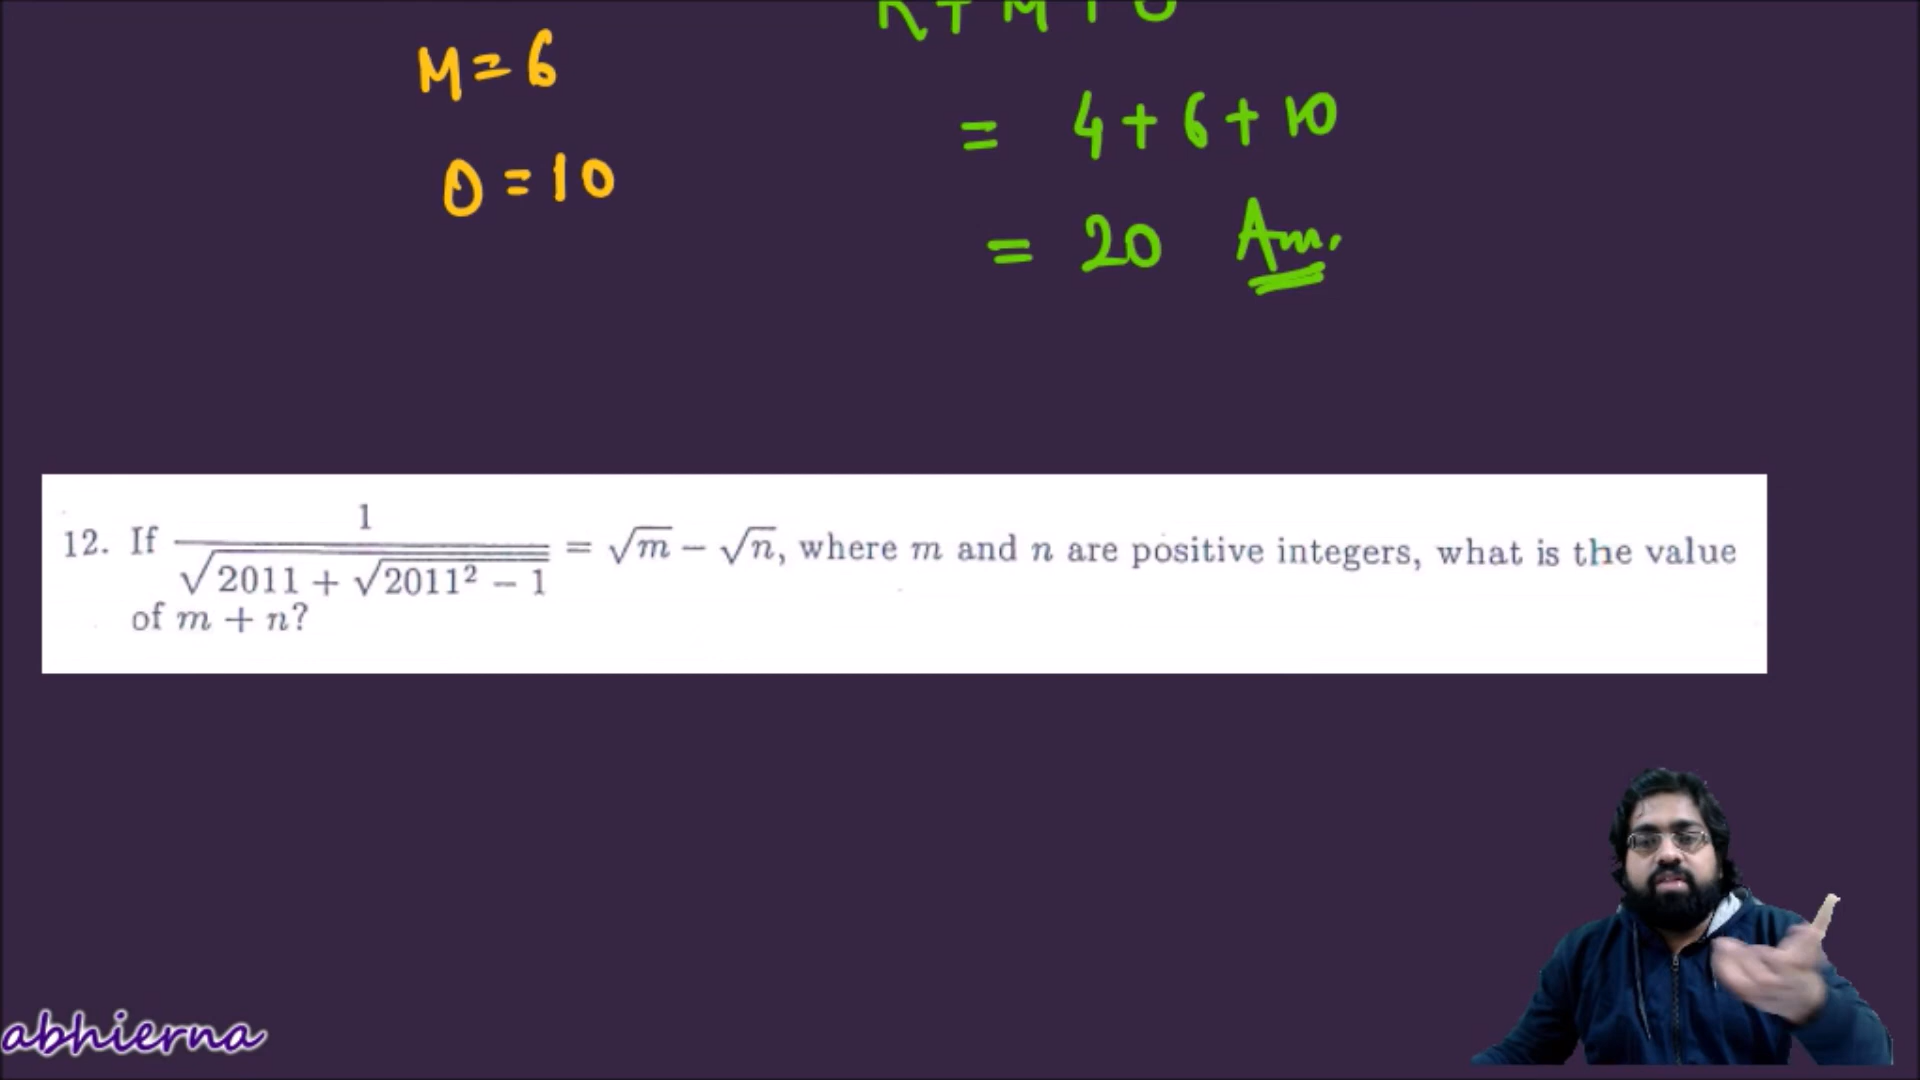 M = 6
O = 10
= 4 + 6 + 10
= 20 Ans.
12. If 1/√(2011 + √(2011² − 1)) = √m − √n, where m and n are positive integers, what is the value
of m + n?
abhierna